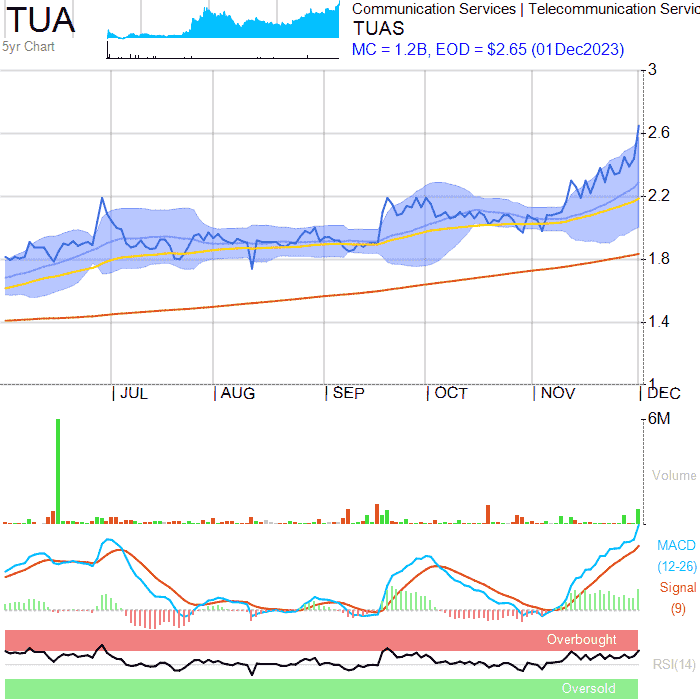 TUA
5yr Chart
Communication Services | Telecommunication Servic
TUAS
MC = 1.2B, EOD = $2.65 (01Dec2023)
3
2.6
2.2
1.8
1.4
1
JUL
AUG
SEP
OCT
NOV
DEC
6M
Volume
MACD
(12-26)
Signal
(9)
Overbought
RSI(14)
Oversold